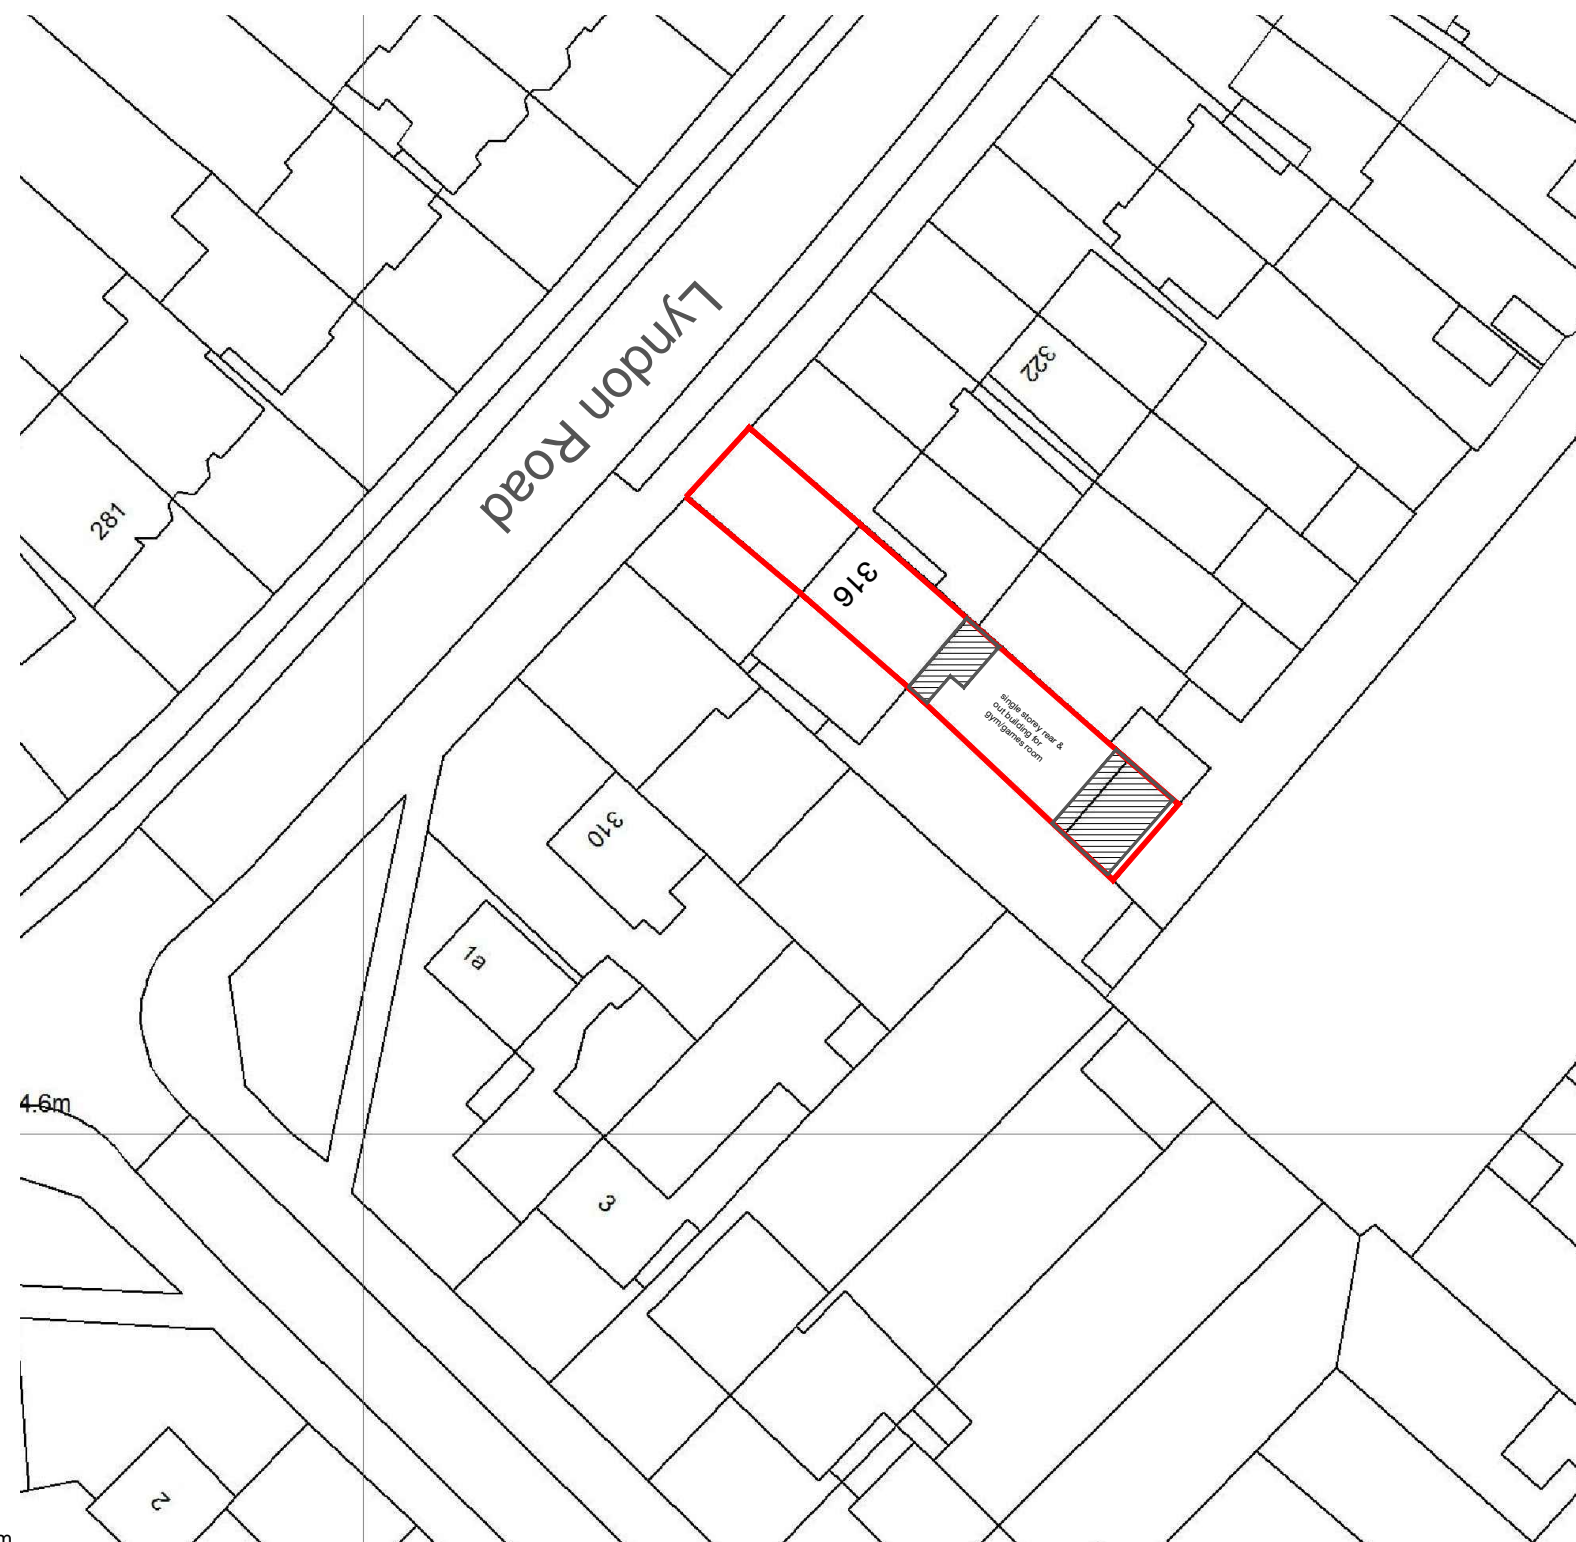 Lyndon Road
322
281
316
single storey rear &
out building for
gym/games room
310
1a
4.6m
3
2
m